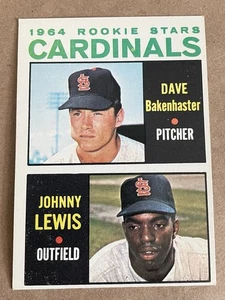 1964 ROOKIE STARS
CARDINALS
DAVE
Bakenhaster
PITCHER
JOHNNY
LEWIS
OUTFIELD